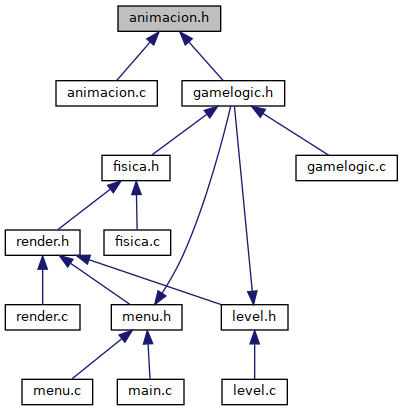 animacion.h
animacion.c
gamelogic.h
fisica.h
gamelogic.c
render.h
fisica.c
render.c
menu.h
level.h
menu.c
main.c
level.c